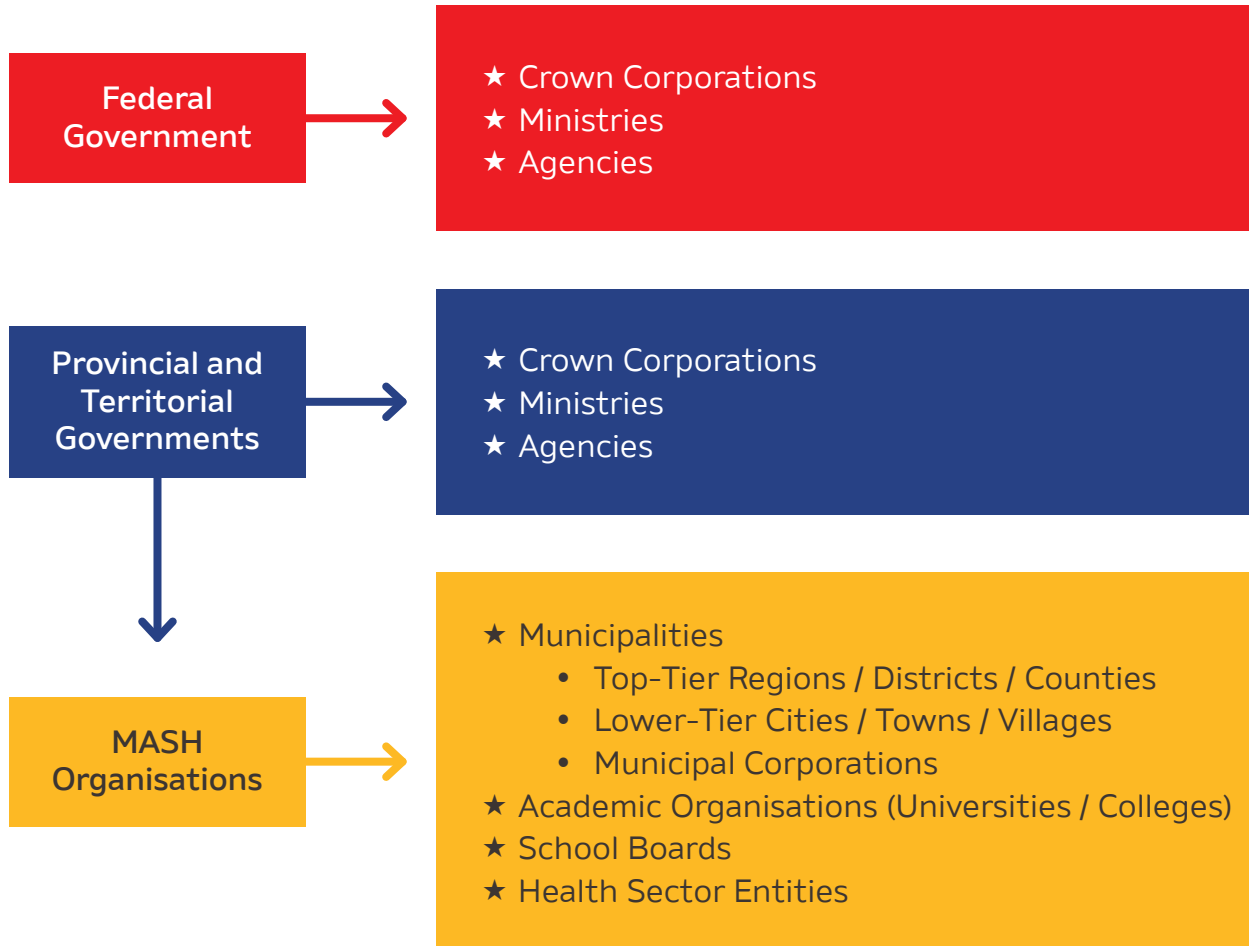 Federal
Government
★ Crown Corporations
★ Ministries
★ Agencies
Provincial and
Territorial
Governments
★ Crown Corporations
★ Ministries
★ Agencies
MASH
Organisations
★ Municipalities
• Top-Tier Regions / Districts / Counties
• Lower-Tier Cities / Towns / Villages
• Municipal Corporations
★ Academic Organisations (Universities / Colleges)
★ School Boards
★ Health Sector Entities